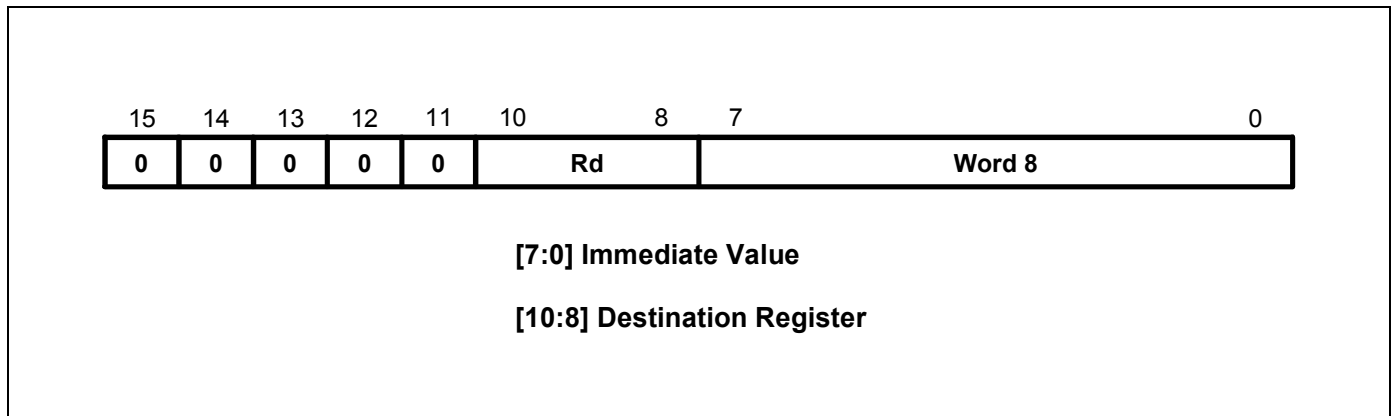 15 14 13 12 11 10 8 7 0
0 0 0 0 0 Rd Word 8
[7:0] Immediate Value
[10:8] Destination Register